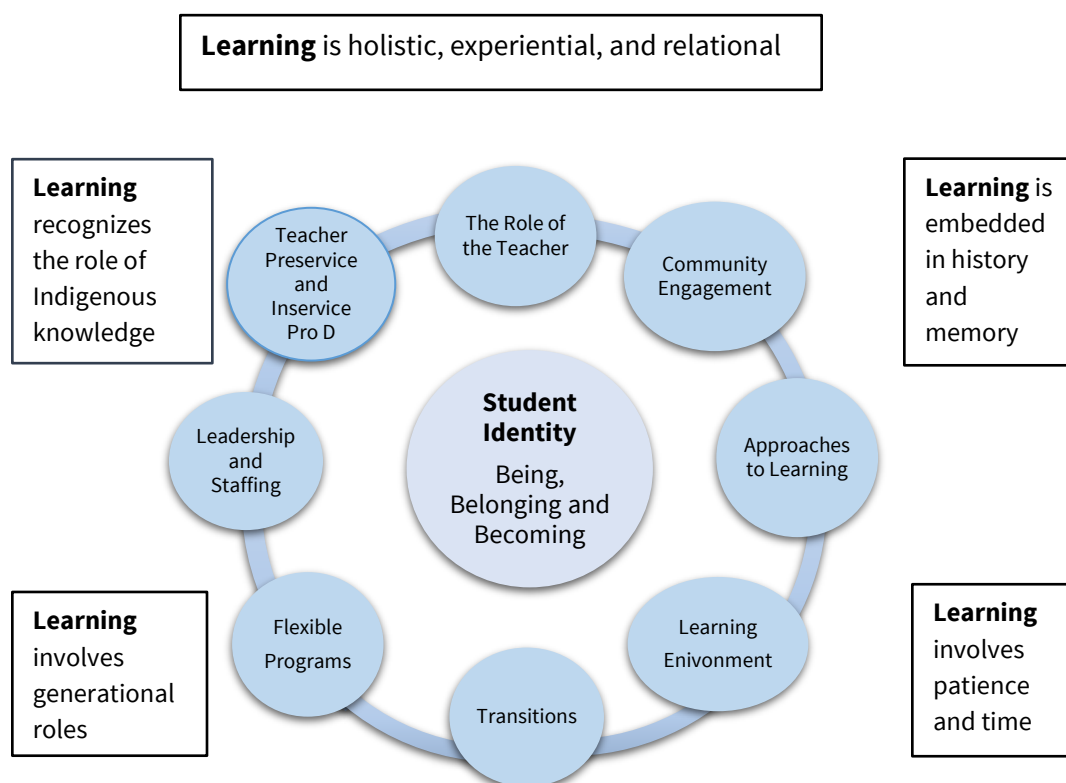 Learning is holistic, experiential, and relational
Learning
recognizes
the role of
Indigenous
knowledge
Teacher
Preservice
and
Inservice
Pro D
The Role of
the Teacher
Community
Engagement
Learning is
embedded
in history
and
memory
Leadership
and
Staffing
Student
Identity
Being,
Belonging and
Becoming
Approaches
to Learning
Learning
involves
generational
roles
Flexible
Programs
Transitions
Learning
Enivonment
Learning
involves
patience
and time